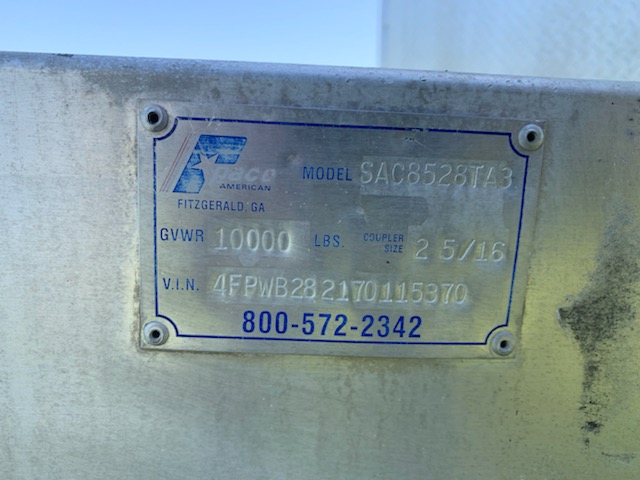 Pace
AMERICAN
FITZGERALD, GA
MODEL SAC8528TA3
GVWR 10000 LBS. COUPLER SIZE 2 5/16
V.I.N. 4FPWB282170115370
800-572-2342